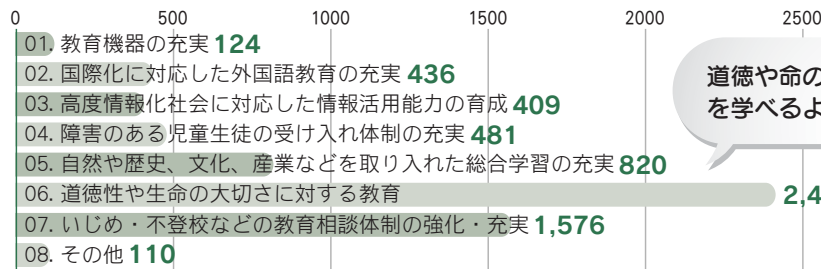 0 500 1000 1500 2000 2500
01. 教育機器の充実 124
02. 国際化に対応した外国語教育の充実 436
03. 高度情報化社会に対応した情報活用能力の育成 409
04. 障害のある児童生徒の受け入れ体制の充実 481
05. 自然や歴史、文化、産業などを取り入れた総合学習の充実 820
06. 道徳性や生命の大切さに対する教育 2,4
07. いじめ・不登校などの教育相談体制の強化・充実 1,576
08. その他 110
道徳や命の
を学べるよ